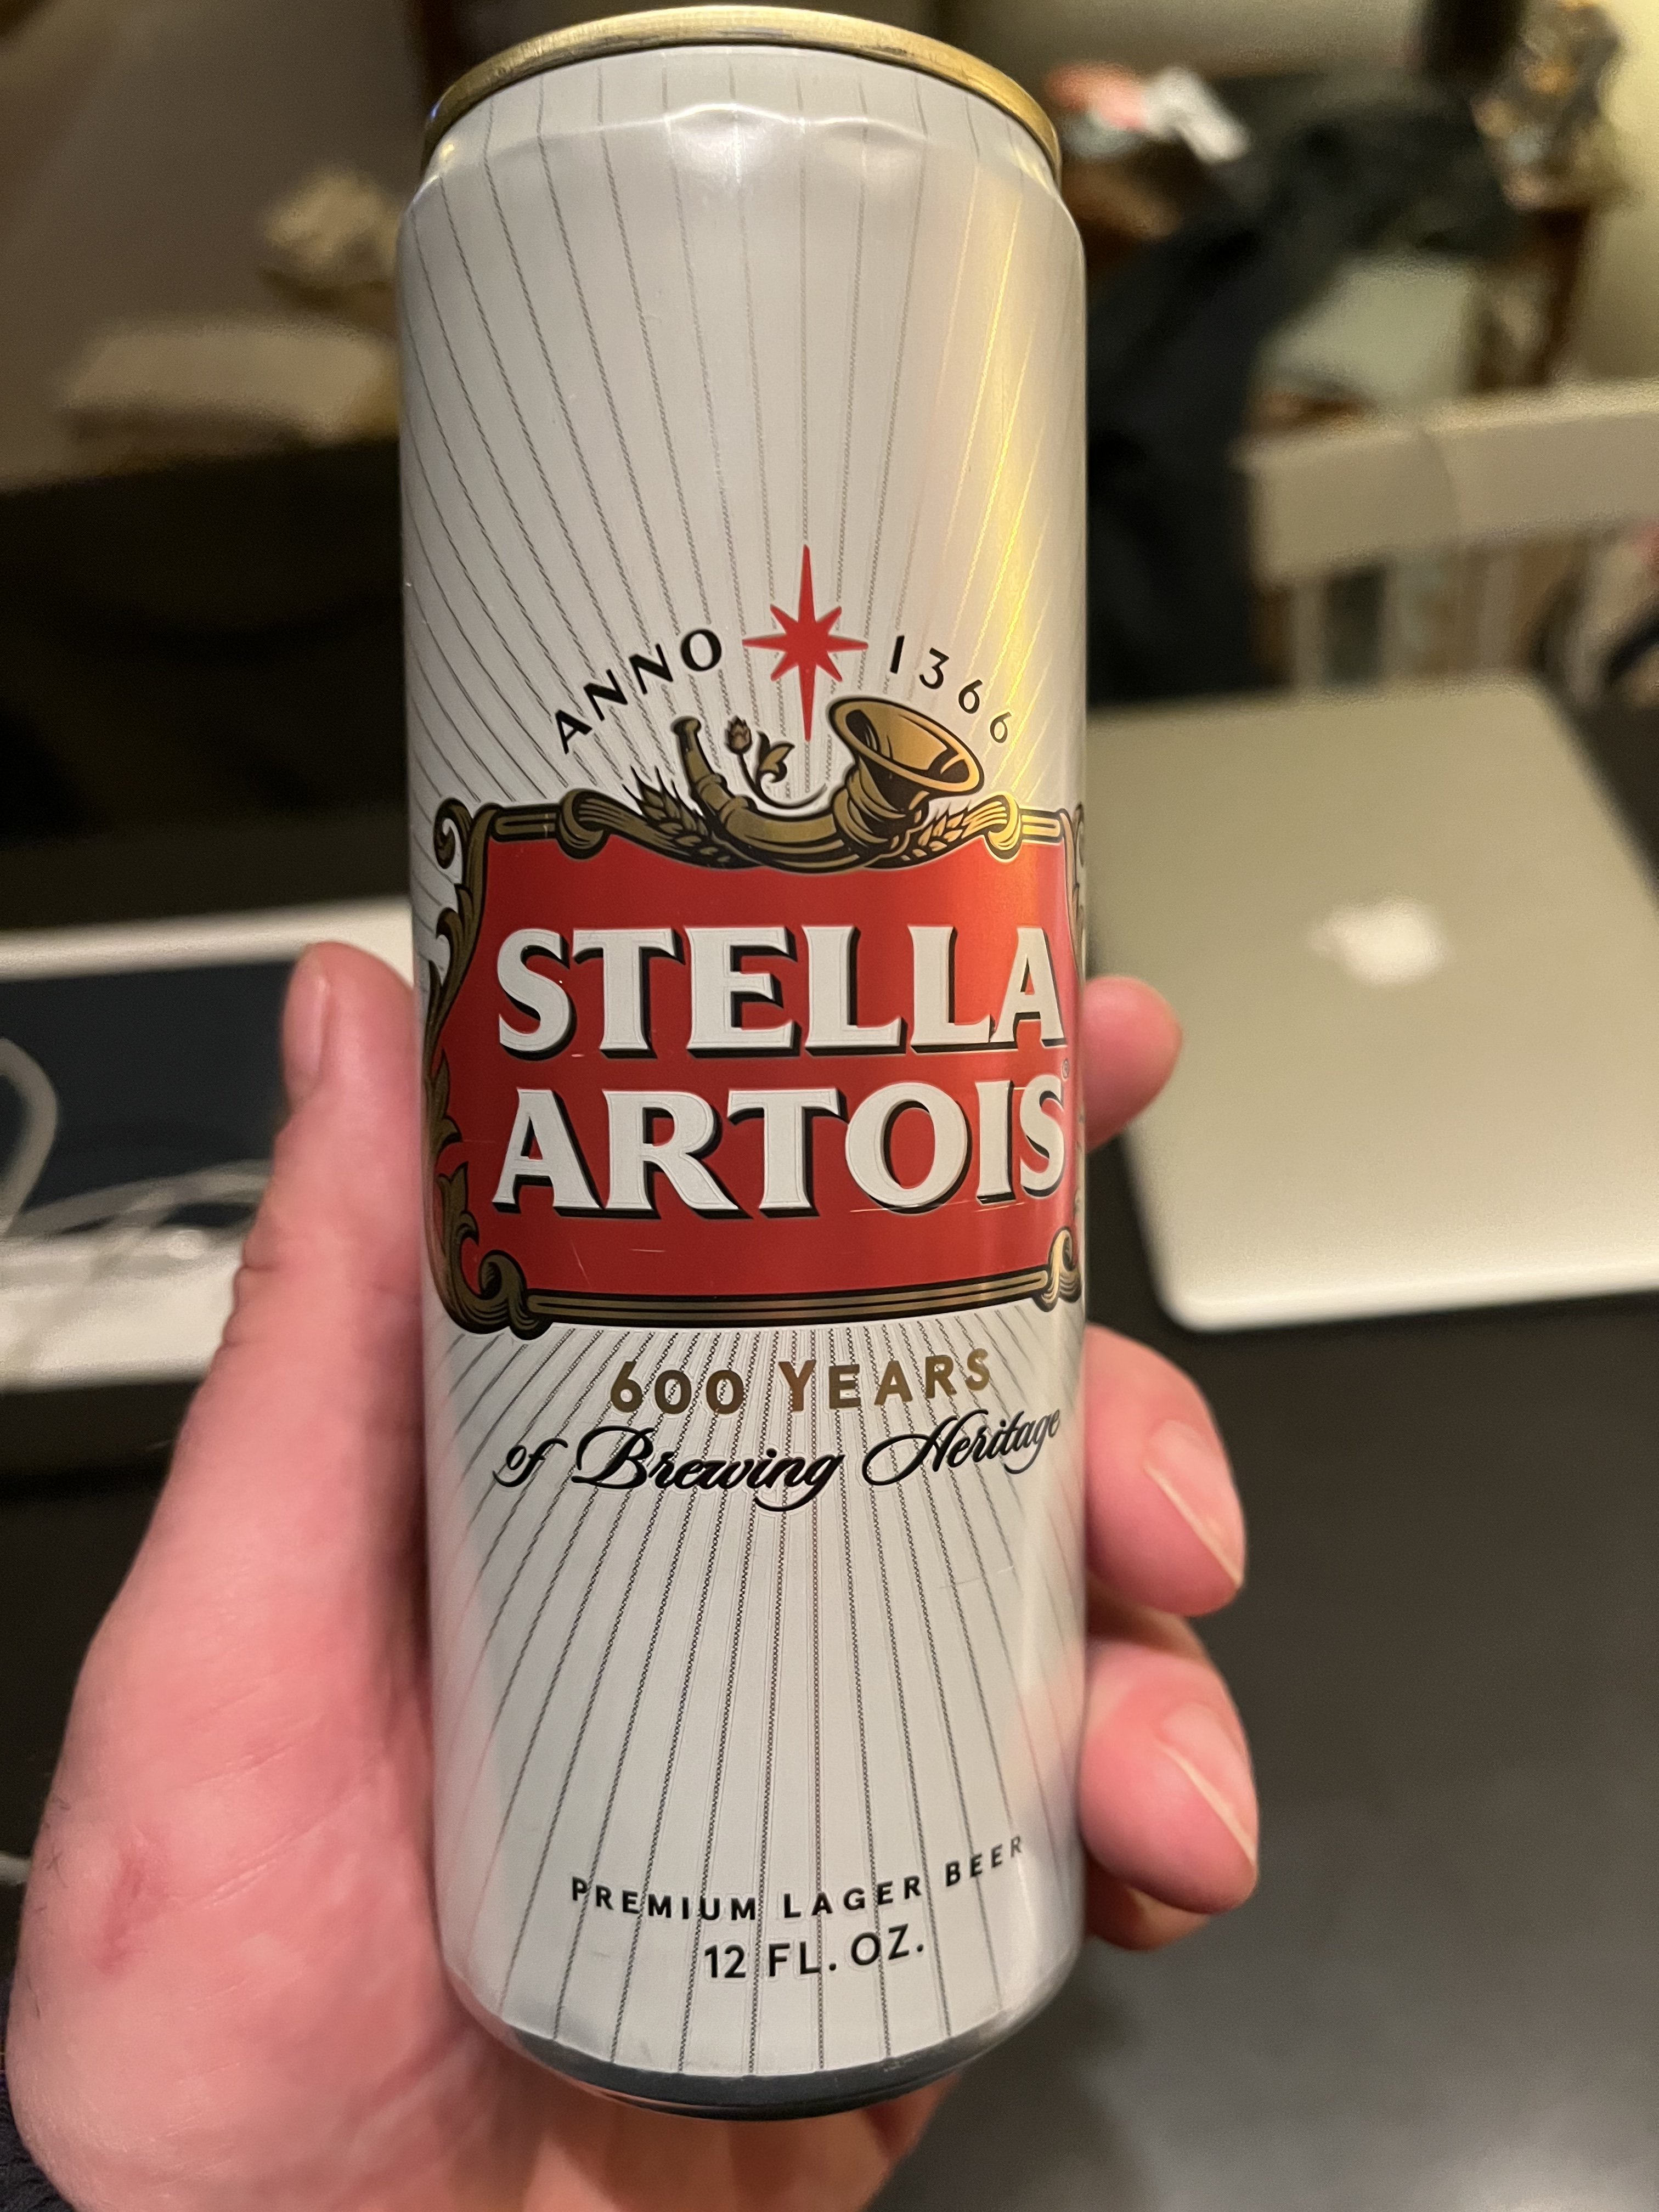 ANNO 1366
STELLA
ARTOIS®
600 YEARS
of Brewing Heritage
PREMIUM LAGER BEER
12 FL. OZ.